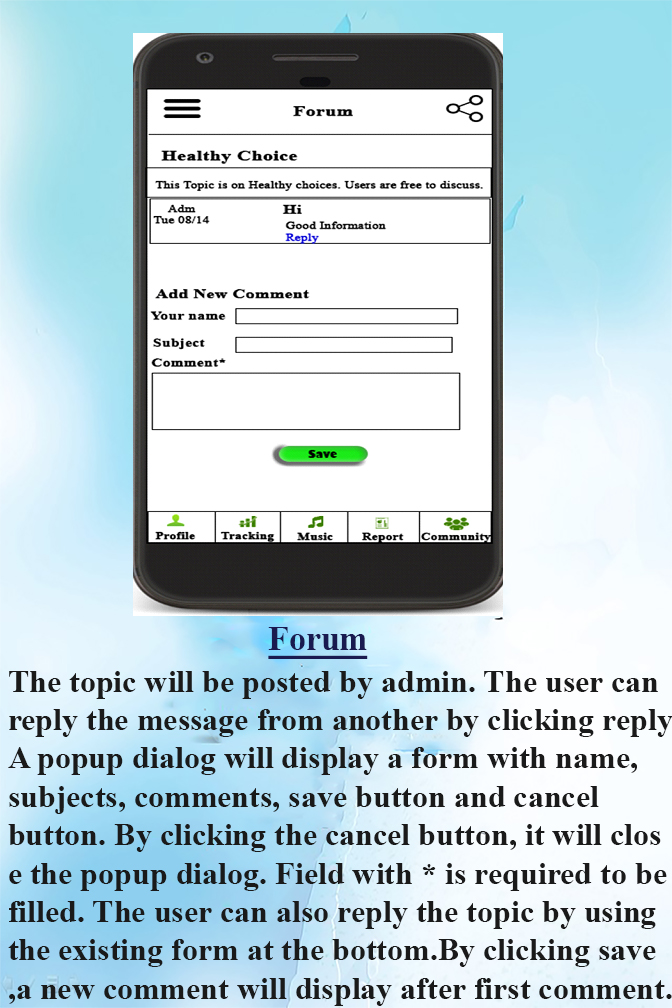 Forum
Healthy Choice
This Topic is on Healthy choices. Users are free to discuss.
Adm
Tue 08/14
Hi
Good Information
Reply
Add New Comment
Your name
Subject
Comment*
Save
Profile Tracking Music Report Community
Forum
The topic will be posted by admin. The user can
reply the message from another by clicking reply
A popup dialog will display a form with name,
subjects, comments, save button and cancel
button. By clicking the cancel button, it will clos
e the popup dialog. Field with * is required to be
filled. The user can also reply the topic by using
the existing form at the bottom.By clicking save
,a new comment will display after first comment.